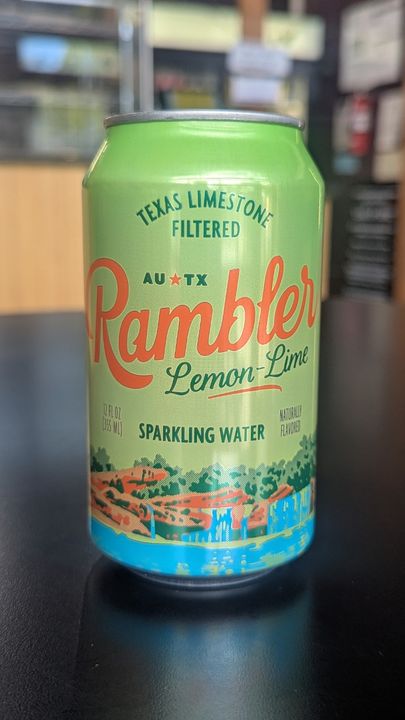 TEXAS LIMESTONE
FILTERED
AU★TX
Rambler
Lemon-Lime
12 FL OZ
(355 ML)
NATURALLY
FLAVORED
SPARKLING WATER